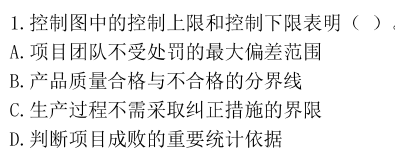 1.控制图中的控制上限和控制下限表明（ ）。
A.项目团队不受处罚的最大偏差范围
B.产品质量合格与不合格的分界线
C.生产过程不需采取纠正措施的界限
D.判断项目成败的重要统计依据